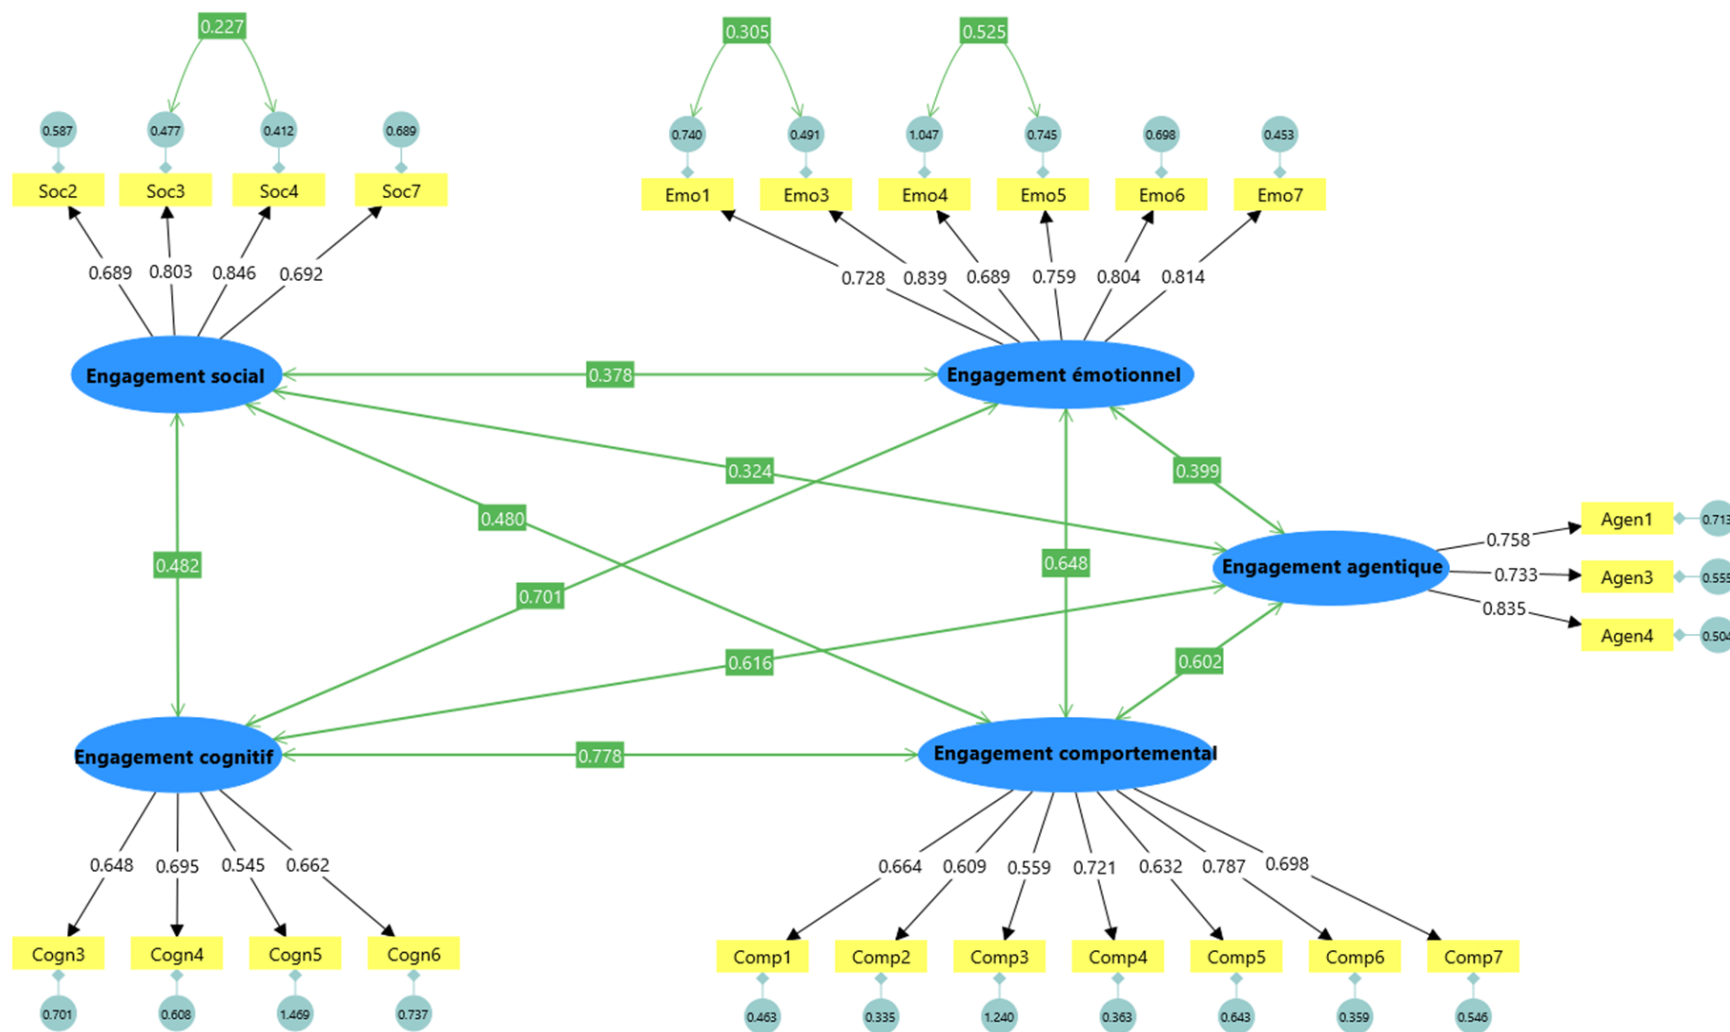 0.227
0.305
0.525
0.587
0.477
0.412
0.689
0.740
0.491
1.047
0.745
0.698
0.453
Soc2
Soc3
Soc4
Soc7
Emo1
Emo3
Emo4
Emo5
Emo6
Emo7
0.689
0.803
0.846
0.692
0.728
0.839
0.689
0.759
0.804
0.814
Engagement social
0.378
Engagement émotionnel
0.324
0.399
0.480
0.482
0.701
0.648
Engagement agentique
0.758
0.733
0.835
Agen1
0.713
Agen3
0.555
Agen4
0.504
0.616
0.602
Engagement cognitif
0.778
Engagement comportemental
0.648
0.695
0.545
0.662
0.664
0.609
0.559
0.721
0.632
0.787
0.698
Cogn3
Cogn4
Cogn5
Cogn6
Comp1
Comp2
Comp3
Comp4
Comp5
Comp6
Comp7
0.701
0.608
1.469
0.737
0.463
0.335
1.240
0.363
0.643
0.359
0.546